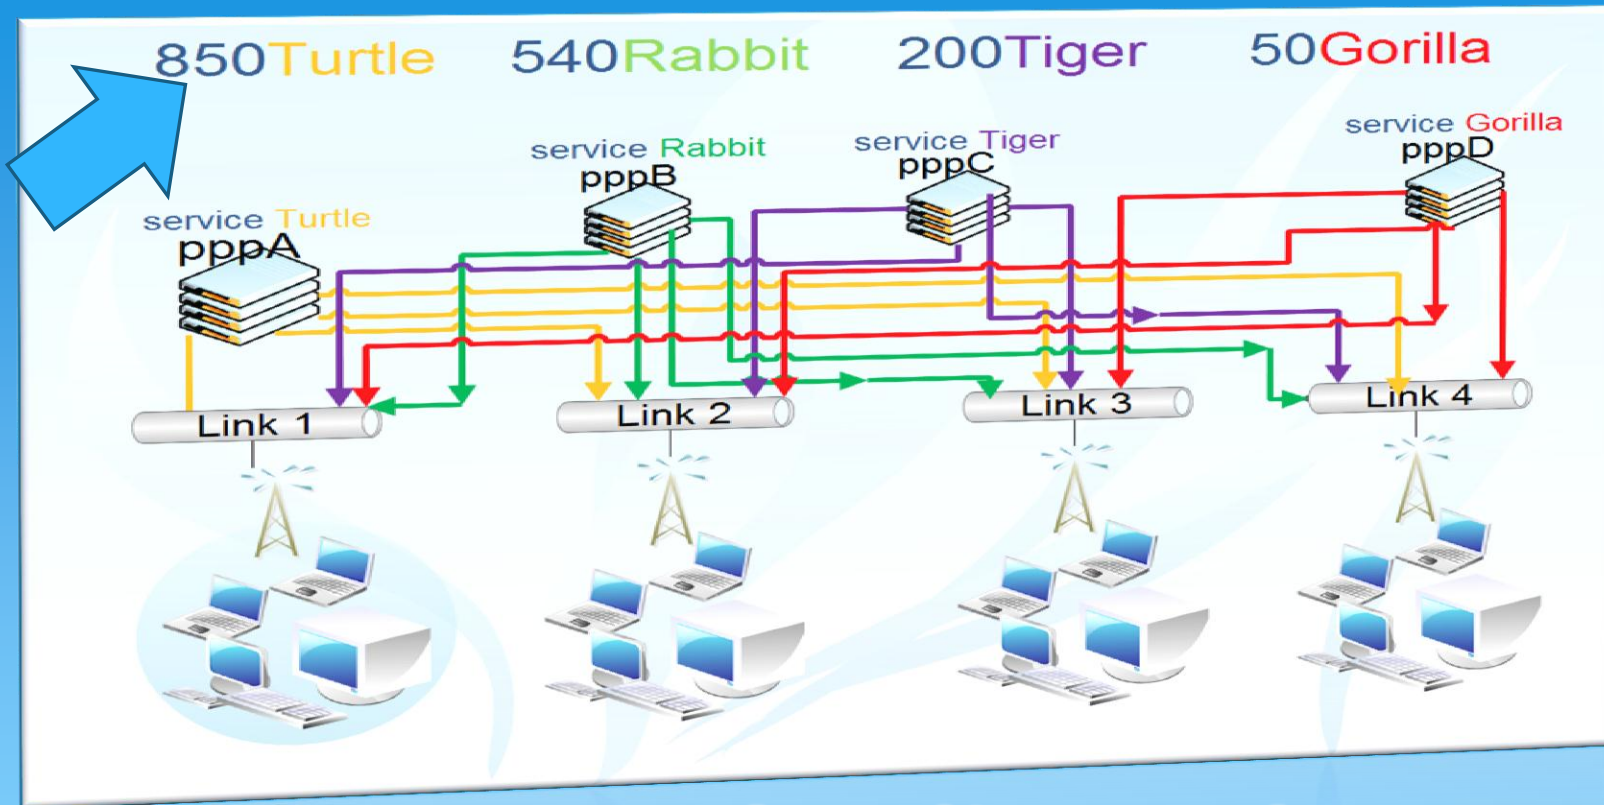 850Turtle 540Rabbit 200Tiger 50Gorilla
service Gorilla
pppD
service Tiger
pppC
service Rabbit
pppB
service Turtle
pppA
Link 1 Link 2 Link 3 Link 4